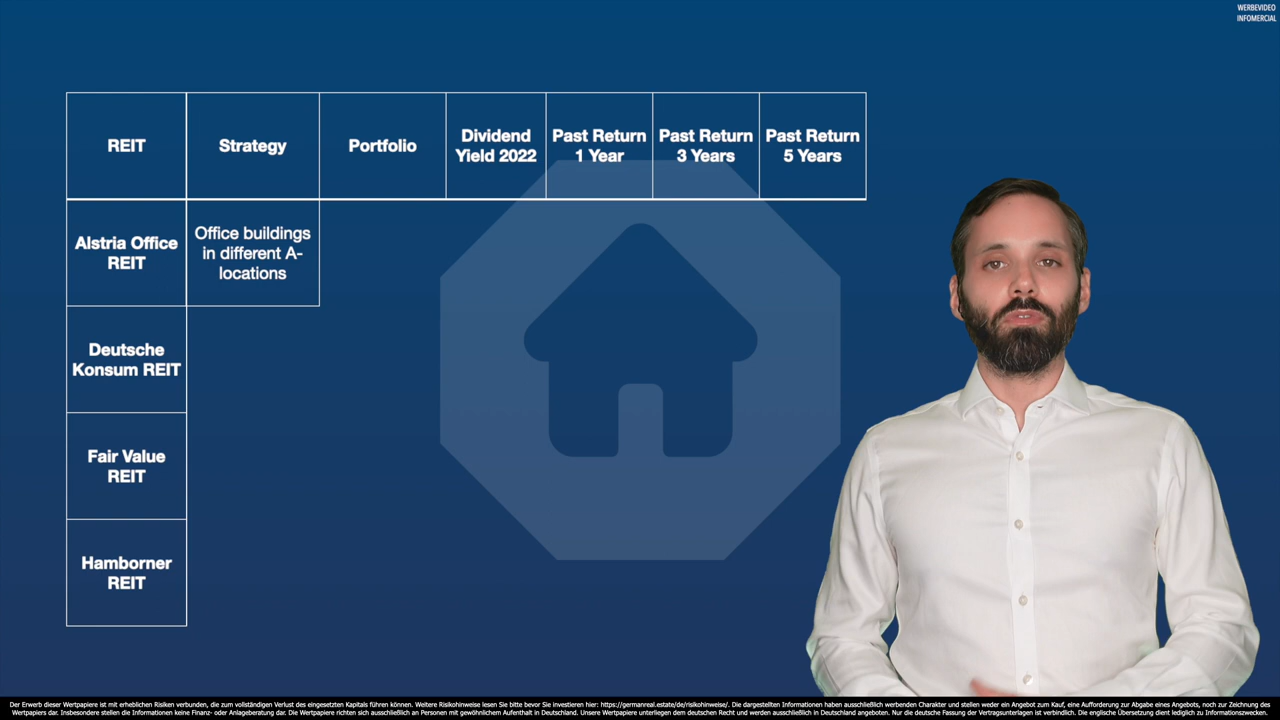 WERBEVIDEO
INFOMERCIAL
REIT
Strategy
Portfolio
Dividend
Yield 2022
Past Return
1 Year
Past Return
3 Years
Past Return
5 Years
Alstria Office
REIT
Office buildings
in different A-
locations
Deutsche
Konsum REIT
Fair Value
REIT
Hamborner
REIT
Der Erwerb dieser Wertpapiere ist mit erheblichen Risiken verbunden, die zum vollständigen Verlust des eingesetzten Kapitals führen können. Weitere Risikohinweise lesen Sie bitte bevor Sie investieren hier: https://germanreal.estate/de/risikohinweise/. Die dargestellten Informationen haben ausschließlich werbenden Charakter und stellen weder ein Angebot zum Kauf, eine Aufforderung zur Abgabe eines Angebots, noch zur Zeichnung des
Wertpapiers dar. Insbesondere stellen die Informationen keine Finanz- oder Anlageberatung dar. Die Wertpapiere richten sich ausschließlich an Personen mit gewöhnlichem Aufenthalt in Deutschland. Unsere Wertpapiere unterliegen dem deutschen Recht und werden ausschließlich in Deutschland angeboten. Nur die deutsche Fassung der Vertragsunterlagen ist verbindlich. Die englische Übersetzung dient lediglich zu Informationszwecken.